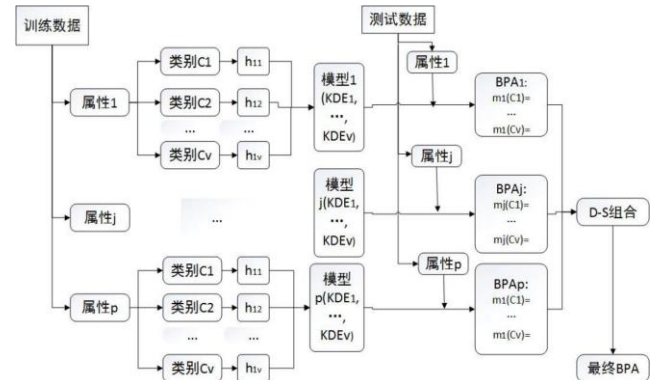 训练数据
测试数据
属性1
类别C1
h11
类别C2
h12
...
...
类别Cv
h1v
模型1
(KDE1,
...,
KDEv)
属性1
BPA1:
m1(C1)=
...
m1(Cv)=
属性j
...
模型
j(KDE1,
...,
KDEv)
属性j
BPAj:
mj(C1)=
...
mj(Cv)=
D-S组合
属性p
类别C1
h11
类别C2
h12
...
...
类别Cv
h1v
模型
p(KDE1,
...,
KDEv)
属性p
BPAp:
m1(C1)=
...
m1(Cv)=
最终BPA